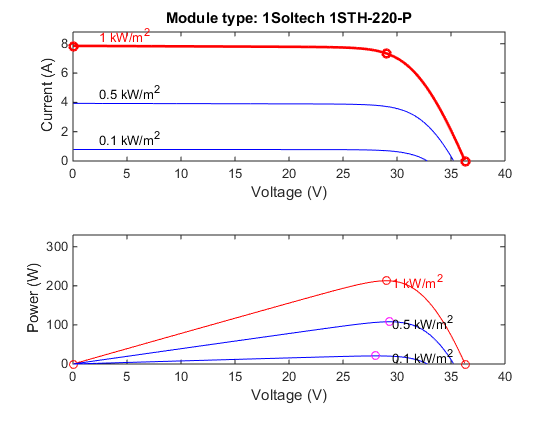 Module type: 1Soltech 1STH-220-P
Current (A)
8
6
4
2
0
1 kW/m2
0.5 kW/m2
0.1 kW/m2
0 5 10 15 20 25 30 35 40
Voltage (V)
Power (W)
300
200
100
0
1 kW/m2
0.5 kW/m2
0.1 kW/m2
0 5 10 15 20 25 30 35 40
Voltage (V)